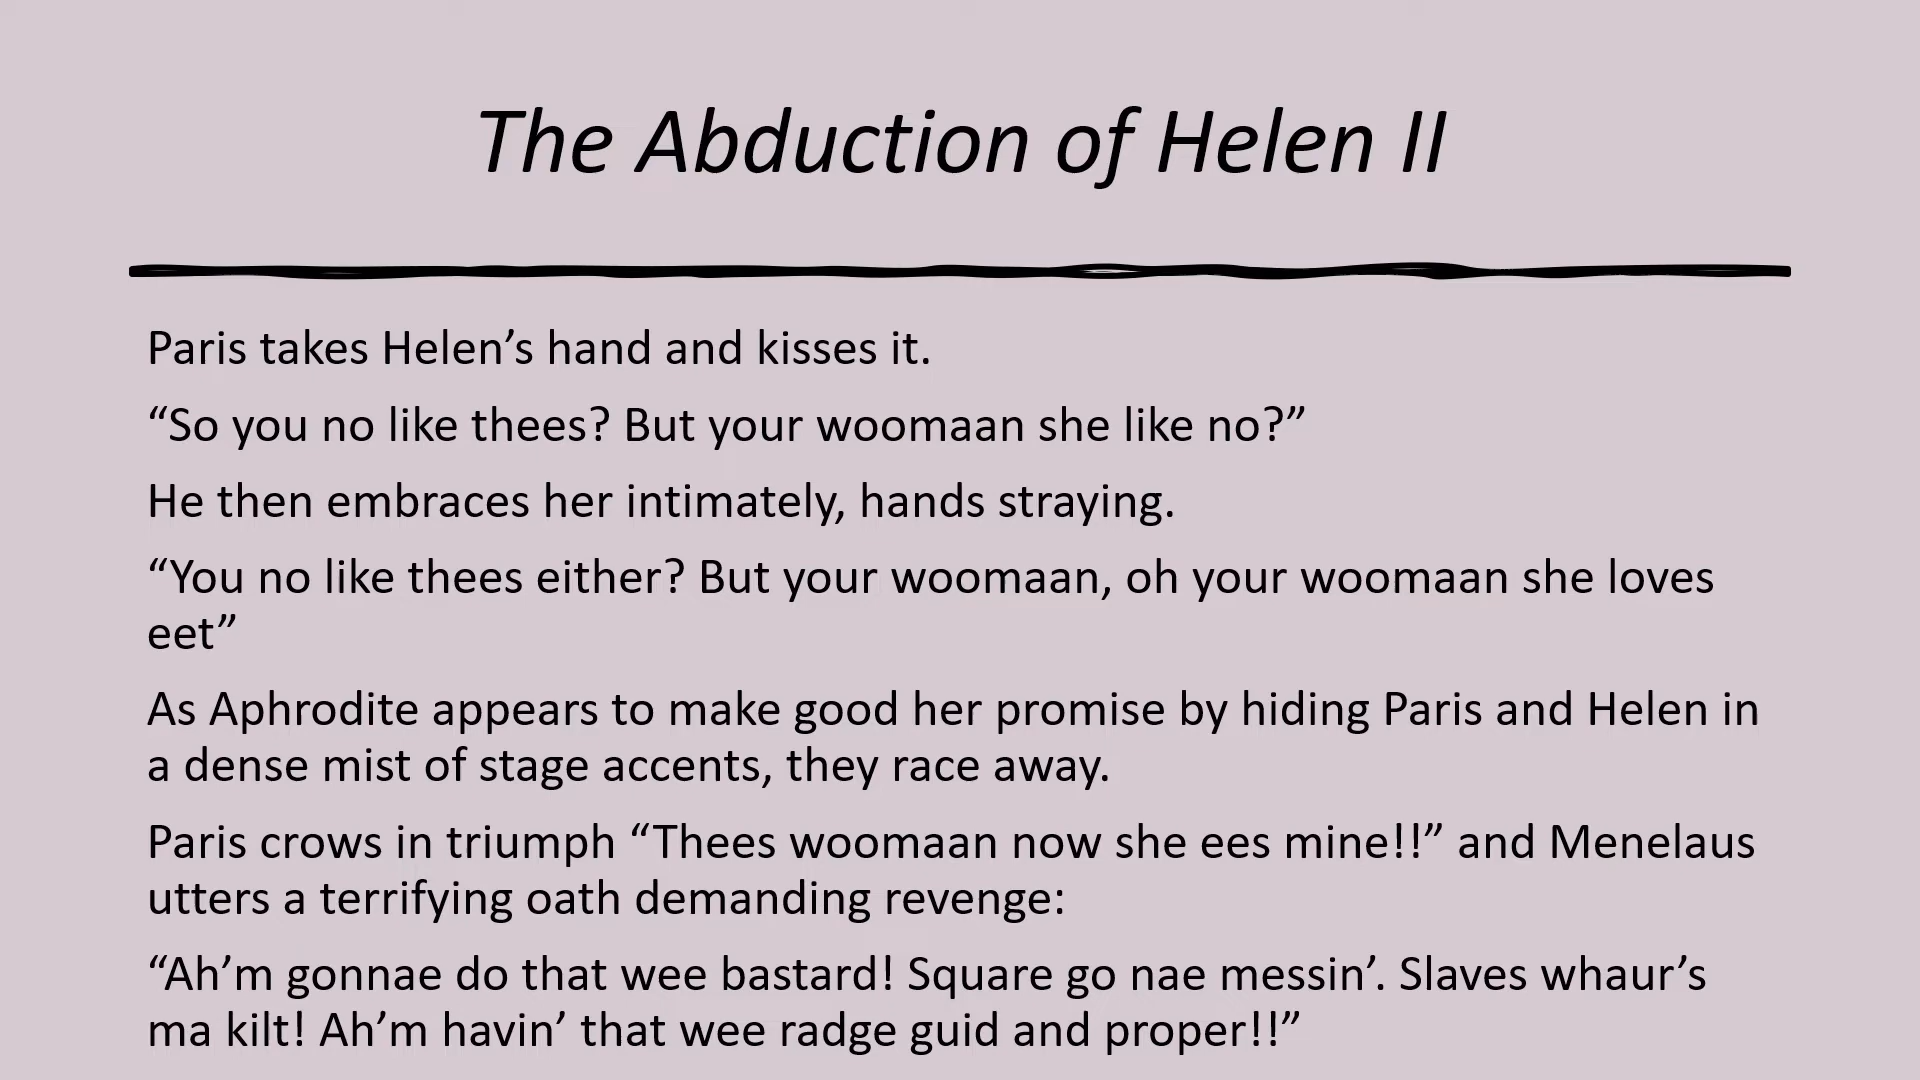 The Abduction of Helen II
Paris takes Helen’s hand and kisses it.
“So you no like thees? But your woomaan she like no?”
He then embraces her intimately, hands straying.
“You no like thees either? But your woomaan, oh your woomaan she loves
eet”
As Aphrodite appears to make good her promise by hiding Paris and Helen in
a dense mist of stage accents, they race away.
Paris crows in triumph “Thees woomaan now she ees mine!!” and Menelaus
utters a terrifying oath demanding revenge:
“Ah’m gonnae do that wee bastard! Square go nae messin’. Slaves whaur’s
ma kilt! Ah’m havin’ that wee radge guid and proper!!”